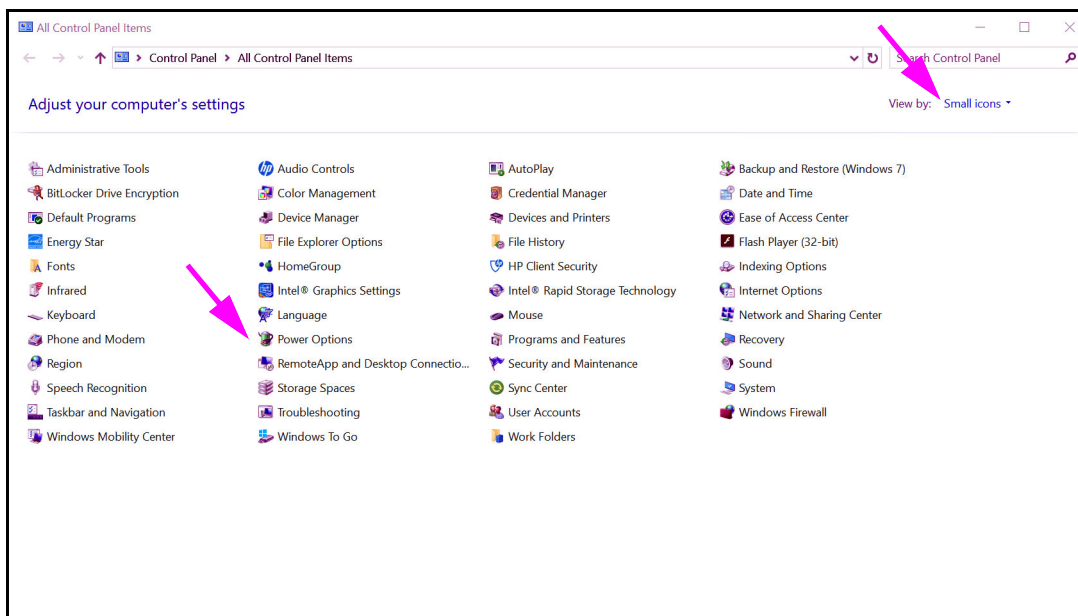 All Control Panel Items
Control Panel > All Control Panel Items
Search Control Panel
Adjust your computer's settings
View by: Small icons
Administrative Tools
BitLocker Drive Encryption
Default Programs
Energy Star
Fonts
Infrared
Keyboard
Phone and Modem
Region
Speech Recognition
Taskbar and Navigation
Windows Mobility Center
Audio Controls
Color Management
Device Manager
File Explorer Options
HomeGroup
Intel® Graphics Settings
Language
Power Options
RemoteApp and Desktop Connectio...
Storage Spaces
Troubleshooting
Windows To Go
AutoPlay
Credential Manager
Devices and Printers
File History
HP Client Security
Intel® Rapid Storage Technology
Mouse
Programs and Features
Security and Maintenance
Sync Center
User Accounts
Work Folders
Backup and Restore (Windows 7)
Date and Time
Ease of Access Center
Flash Player (32-bit)
Indexing Options
Internet Options
Network and Sharing Center
Recovery
Sound
System
Windows Firewall